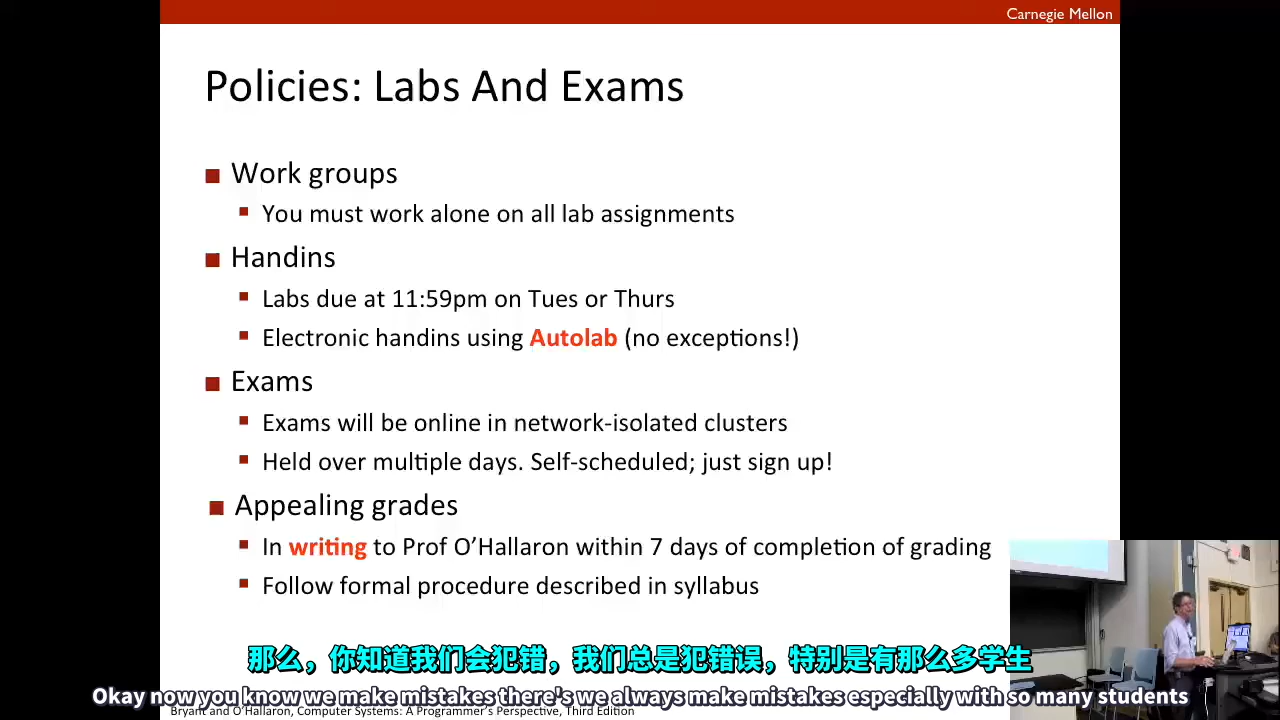 Carnegie Mellon
Policies: Labs And Exams
Work groups
You must work alone on all lab assignments
Handins
Labs due at 11:59pm on Tues or Thurs
Electronic handins using Autolab (no exceptions!)
Exams
Exams will be online in network-isolated clusters
Held over multiple days. Self-scheduled; just sign up!
Appealing grades
In writing to Prof O’Hallaron within 7 days of completion of grading
Follow formal procedure described in syllabus
那么，你知道我们会犯错，我们总是犯错误，特别是有那么多学生
Okay now you know we make mistakes there's we always make mistakes especially with so many students
Bryant and O’Hallaron, Computer Systems: A Programmer’s Perspective, Third Edition